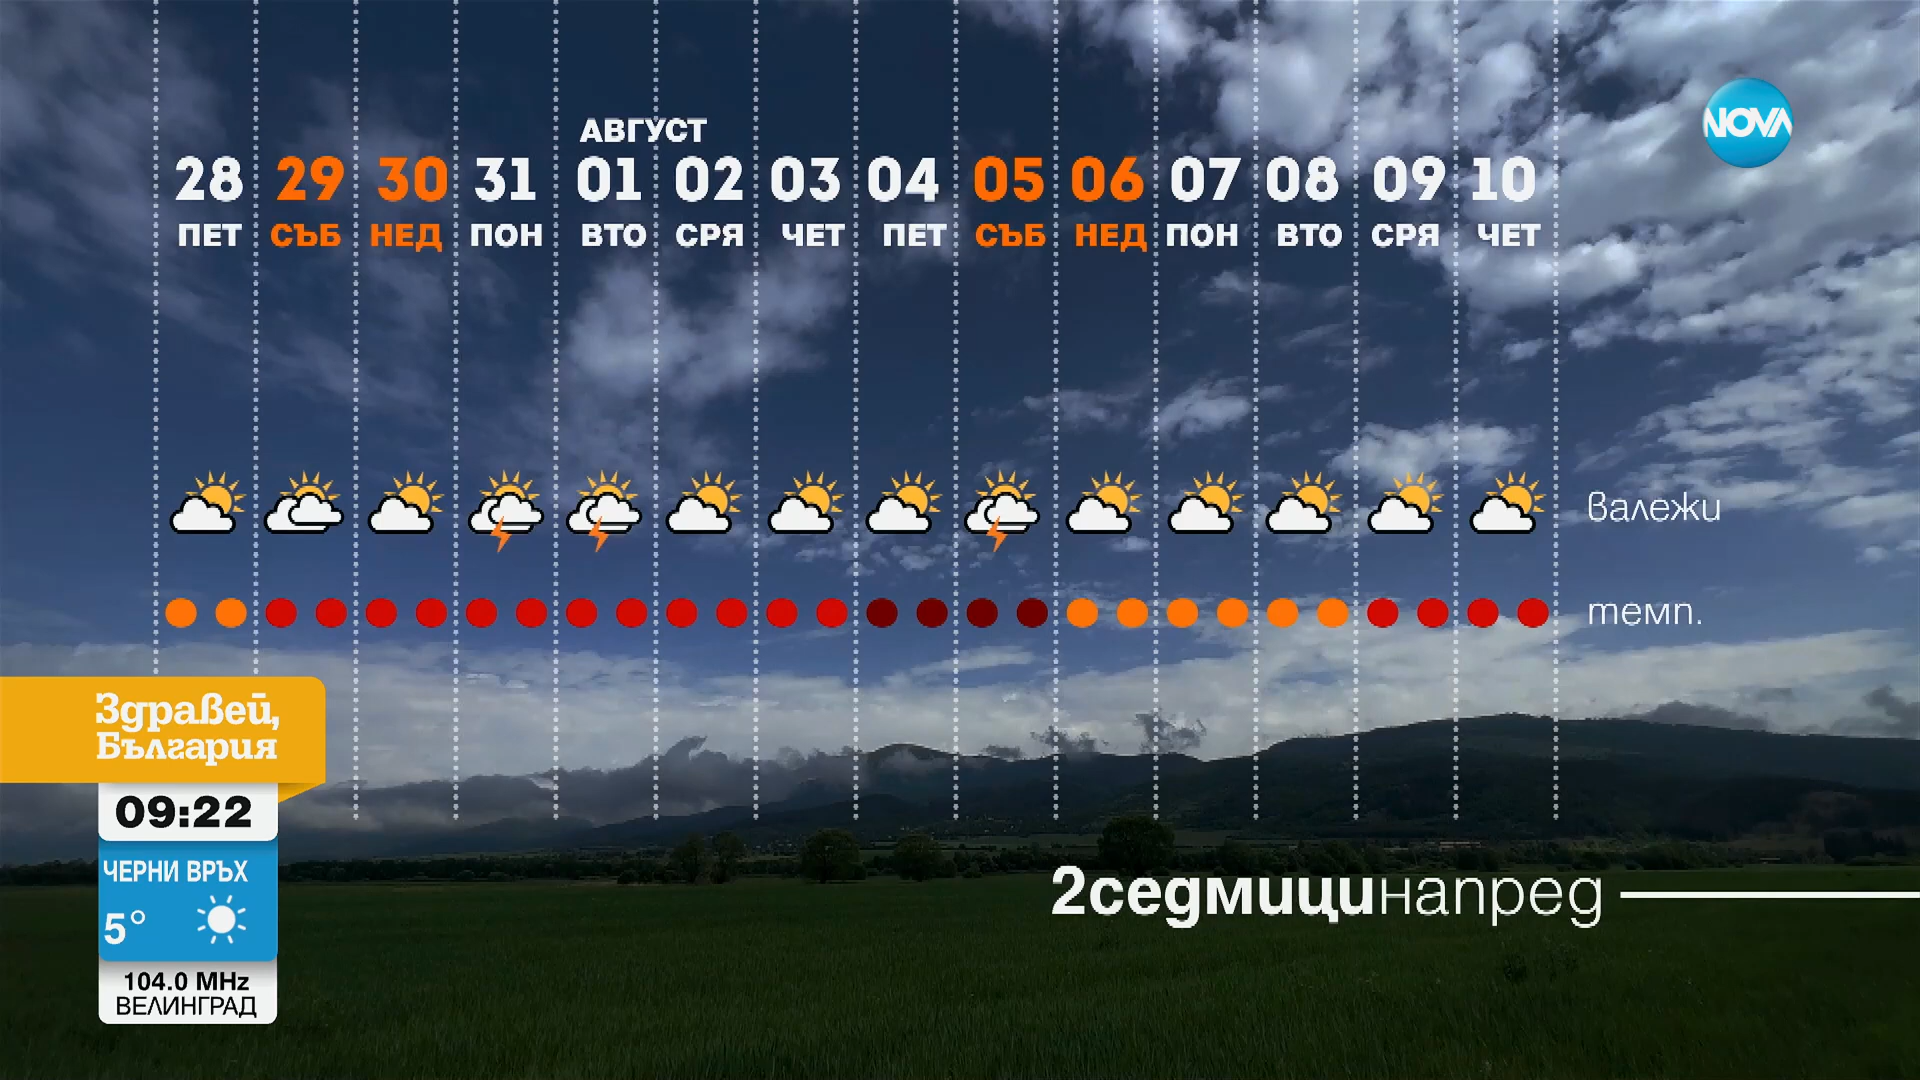 NOVA
АВГУСТ
28 29 30 31 01 02 03 04 05 06 07 08 09 10
ПЕТ СЪБ НЕД ПОН ВТО СРЯ ЧЕТ ПЕТ СЪБ НЕД ПОН ВТО СРЯ ЧЕТ
валежи
темп.
Здравей,
България
09:22
ЧЕРНИ ВРЪХ
5°
104.0 MHz
ВЕЛИНГРАД
2седмицинапред